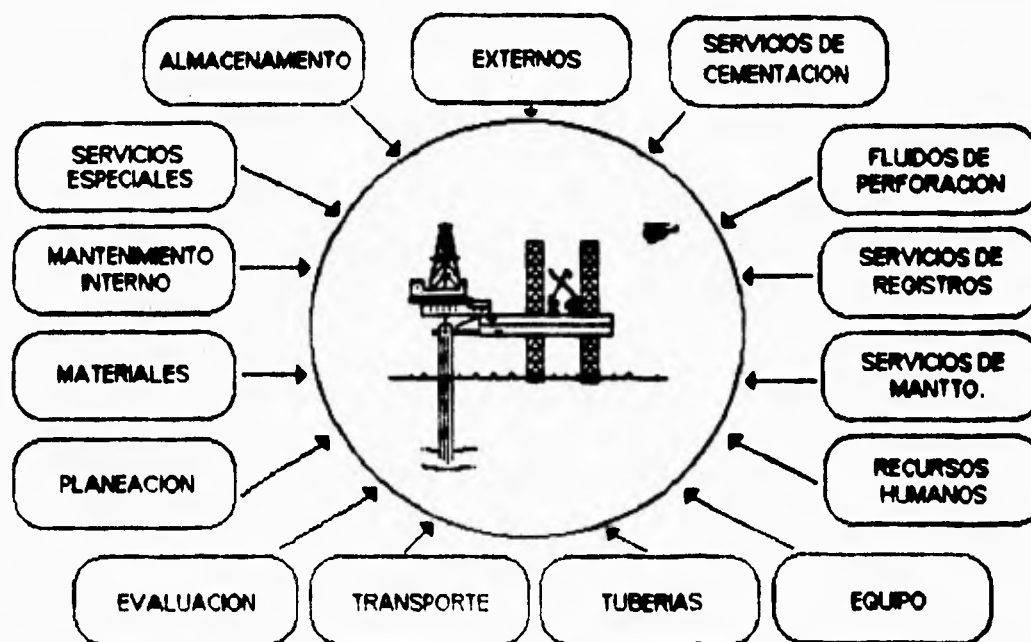 ALMACENAMIENTO
EXTERNOS
SERVICIOS DE
CEMENTACION
SERVICIOS
ESPECIALES
FLUIDOS DE
PERFORACION
MANTENIMIENTO
INTERNO
SERVICIOS DE
REGISTROS
MATERIALES
SERVICIOS DE
MANTTO.
PLANEACION
RECURSOS
HUMANOS
EVALUACION
TRANSPORTE
TUBERIAS
EQUIPO